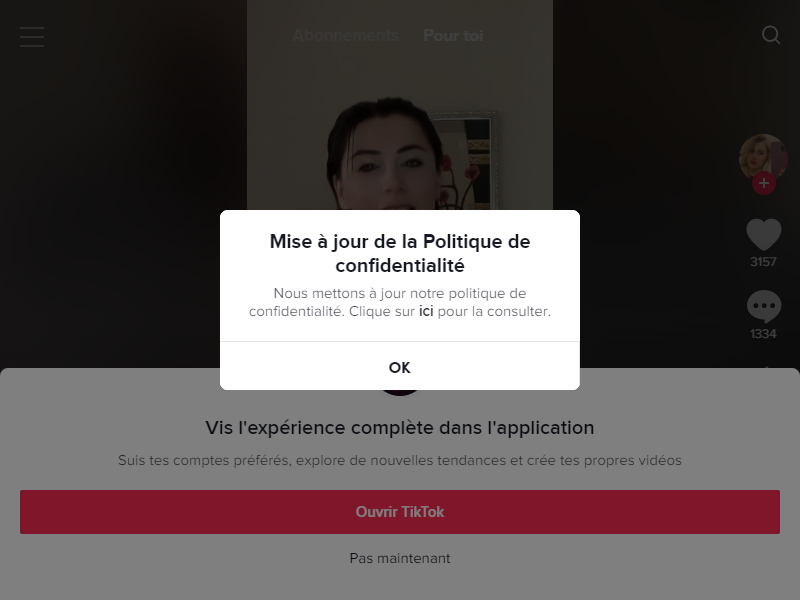 Abonnements Pour toi
Mise à jour de la Politique de
confidentialité
Nous mettons à jour notre politique de
confidentialité. Clique sur ici pour la consulter.
OK
3157
1334
Vis l'expérience complète dans l'application
Suis tes comptes préférés, explore de nouvelles tendances et crée tes propres vidéos
Ouvrir TikTok
Pas maintenant